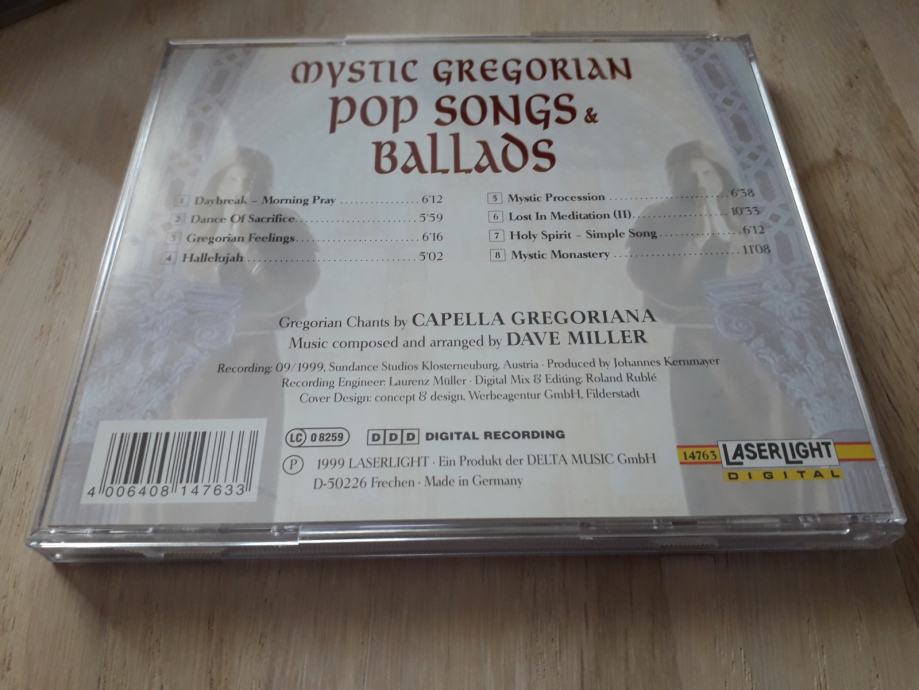 MYSTIC GREGORIAN
POP SONGS &
BALLADS
1 Daybreak – Morning Pray ................ 6'12
2 Dance Of Sacrifice......................... 5'59
3 Gregorian Feelings......................... 6'16
4 Hallelujah ................................... 5'02
5 Mystic Procession ......................... 6'38
6 Lost In Meditation (II).................... 10'33
7 Holy Spirit – Simple Song................ 6'12
8 Mystic Monastery .......................... 11'08
Gregorian Chants by CAPELLA GREGORIANA
Music composed and arranged by DAVE MILLER
Recording: 09/1999, Sundance Studios Klosterneuburg, Austria · Produced by Johannes Kernmayer
Recording Engineer: Laurenz Müller · Digital Mix & Editing: Roland Rublé
Cover Design: concept & design, Werbeagentur GmbH, Filderstadt
LC 08259 DDD DIGITAL RECORDING
Ⓟ 1999 LASERLIGHT · Ein Produkt der DELTA MUSIC GmbH
D-50226 Frechen · Made in Germany
4 006408 147633
14763 LASERLIGHT
DIGITAL